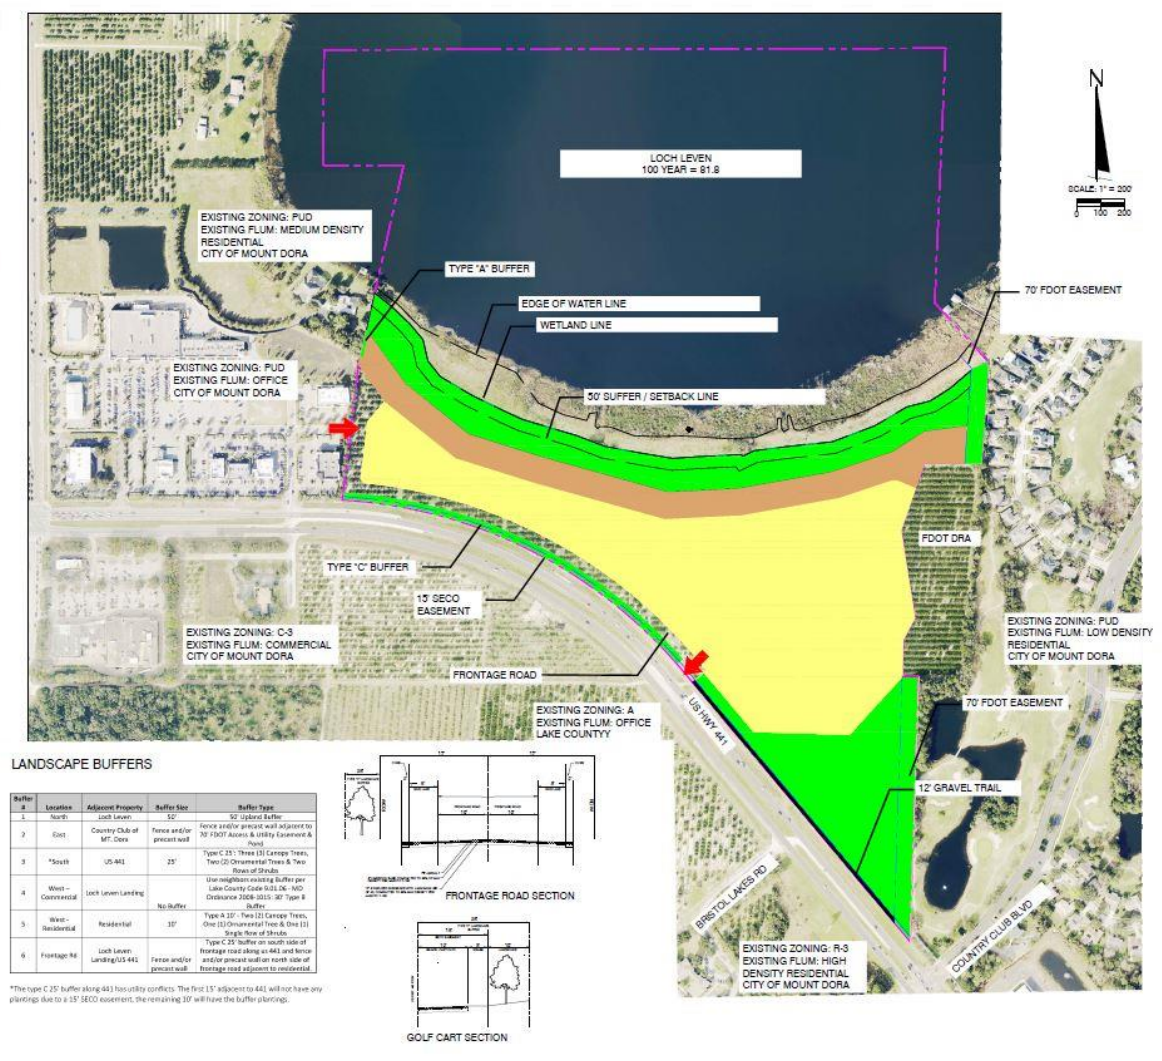 LOCH LEVEN
100 YEAR = 81.8
N
SCALE: 1" = 200'
0 100 200
EXISTING ZONING: PUD
EXISTING FLUM: MEDIUM DENSITY
RESIDENTIAL
CITY OF MOUNT DORA
TYPE "A" BUFFER
70' FDOT EASEMENT
EDGE OF WATER LINE
WETLAND LINE
EXISTING ZONING: PUD
EXISTING FLUM: OFFICE
CITY OF MOUNT DORA
50' SUFFER / SETBACK LINE
FDOT DRA
TYPE "C" BUFFER
15' SECO
EASEMENT
EXISTING ZONING: C-3
EXISTING FLUM: COMMERCIAL
CITY OF MOUNT DORA
EXISTING ZONING: PUD
EXISTING FLUM: LOW DENSITY
RESIDENTIAL
CITY OF MOUNT DORA
FRONTAGE ROAD
EXISTING ZONING: A
EXISTING FLUM: OFFICE
LAKE COUNTYY
US HWY 441
70' FDOT EASEMENT
12' GRAVEL TRAIL
BRISTOL LAKES RD
COUNTRY CLUB BLVD
EXISTING ZONING: R-3
EXISTING FLUM: HIGH
DENSITY RESIDENTIAL
CITY OF MOUNT DORA
LANDSCAPE BUFFERS
Buffer # Location Adjacent Property Buffer Size Buffer Type
1 North Loch Leven 50' 50' Upland Buffer
2 East Country Club of MT. Dora Fence and/or precast wall Fence and/or precast wall adjacent to 70' FDOT Access & Utility Easement & Pond
3 *South US 441 25' Type C 25': Three (3) Canopy Trees, Two (2) Ornamental Trees & Two Rows of Shrubs
4 West – Commercial Loch Leven Landing No Buffer Use neighbors existing Buffer per Lake County Code 9.01.06 - MD Ordinance 2008-1015: 30' Type B Buffer
5 West - Residential Residential 10' Type A 10' - Two (2) Canopy Trees, One (1) Ornamental Tree & One (1) Single Row of Shrubs
6 Frontage Rd Loch Leven Landing/US 441 Fence and/or precast wall Type C 25' buffer on south side of frontage road along us 441 and fence and/or precast wall on north side of frontage road adjacent to residential.
*The type C 25' buffer along 441 has utility conflicts. The first 15' adjacent to 441 will not have any
plantings due to a 15' SECO easement, the remaining 10' will have the buffer plantings.
FRONTAGE ROAD SECTION
GOLF CART SECTION